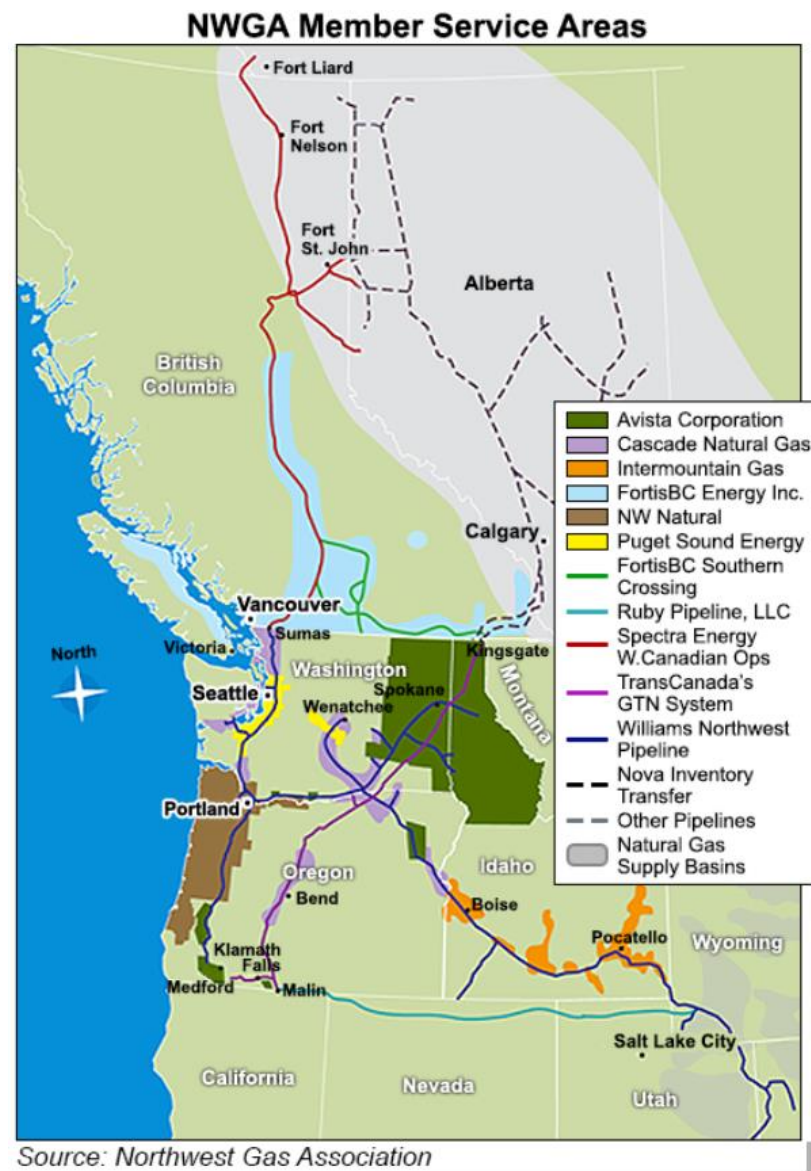 NWGA Member Service Areas
Fort Liard
Fort
Nelson
Fort
St. John
Alberta
British
Columbia
Calgary
Vancouver
Sumas
Victoria
North
Washington
Kingsgate
Seattle
Spokane
Wenatchee
Montana
Portland
Oregon
Idaho
Bend
Boise
Pocatello
Wyoming
Klamath
Falls
Medford
Malin
Salt Lake City
California
Nevada
Utah
Avista Corporation
Cascade Natural Gas
Intermountain Gas
FortisBC Energy Inc.
NW Natural
Puget Sound Energy
FortisBC Southern
Crossing
Ruby Pipeline, LLC
Spectra Energy
W.Canadian Ops
TransCanada's
GTN System
Williams Northwest
Pipeline
Nova Inventory
Transfer
Other Pipelines
Natural Gas
Supply Basins
Source: Northwest Gas Association